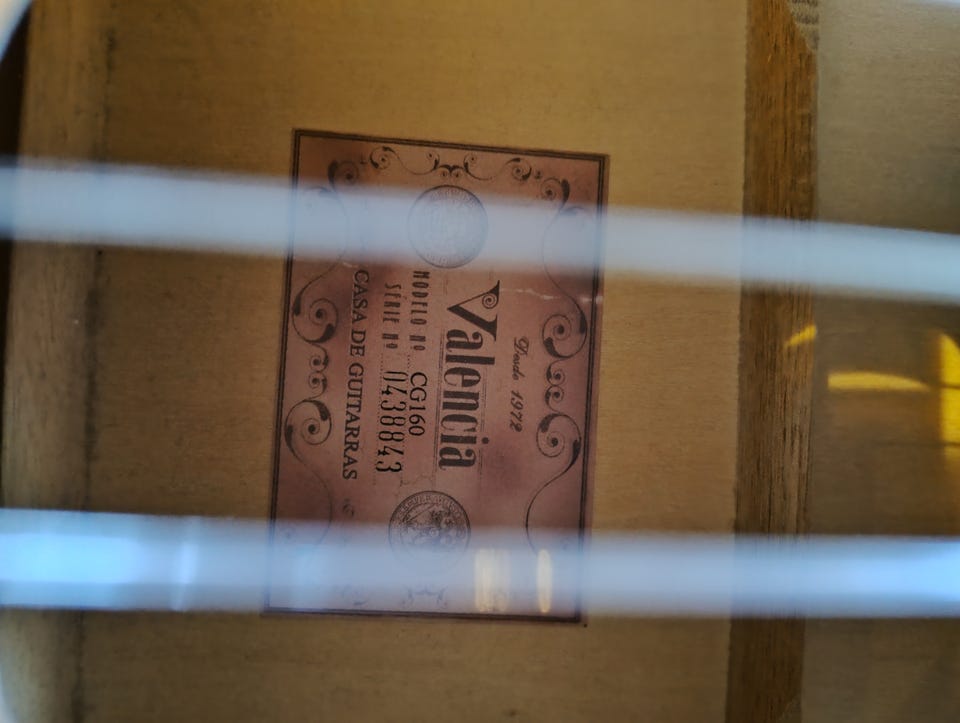 Desde 1972
Valencia
MODELO NO CG160
SÉRIE NO 0438843
CASA DE GUITARRAS